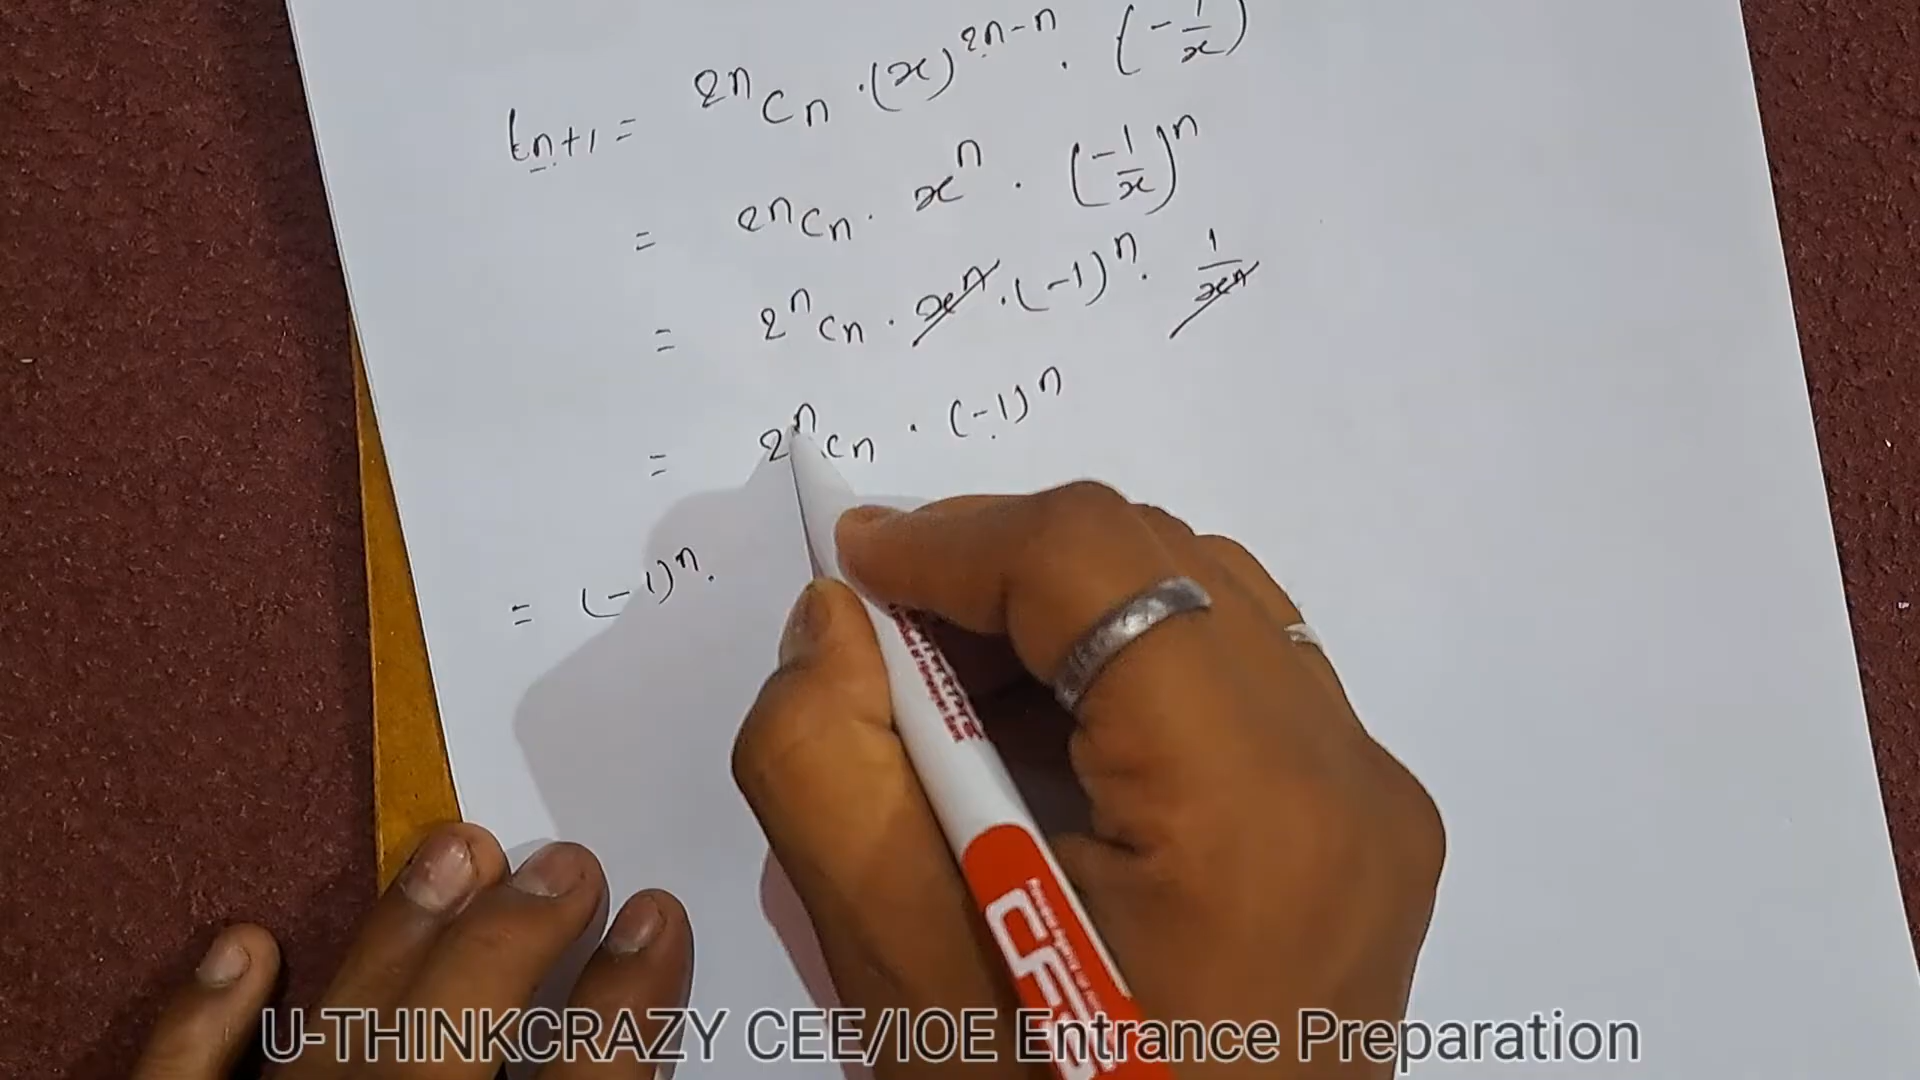 tn+1 = 2nCn .(x)^2n-n . (-1/x)
= 2nCn . x^n . (-1/x)^n
= 2nCn . x^n .(-1)^n . 1/x^n
= 2nCn . (-1)^n
= (-1)^n.
U-THINKCRAZY CEE/IOE Entrance Preparation